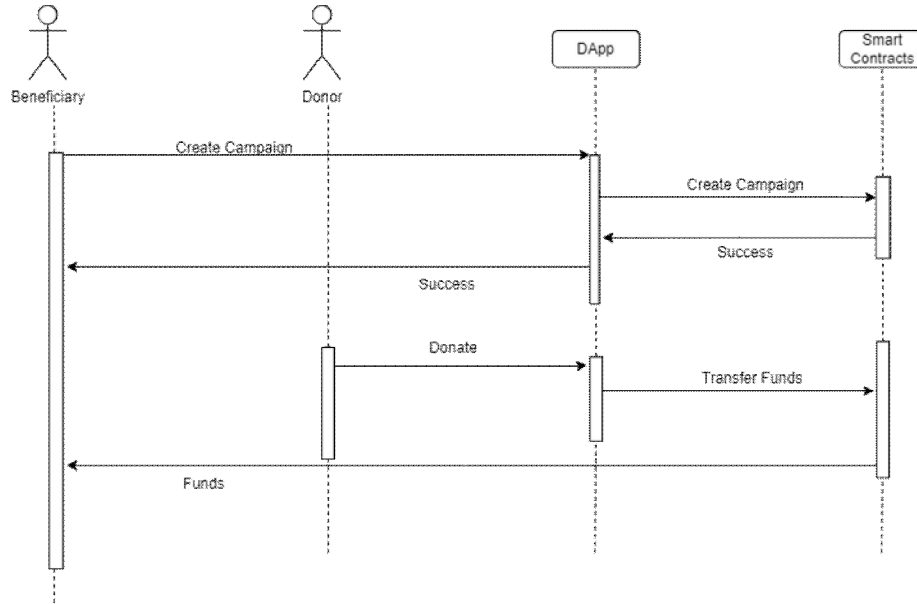 Beneficiary
Donor
DApp
Smart
Contracts
Create Campaign
Create Campaign
Success
Success
Donate
Transfer Funds
Funds